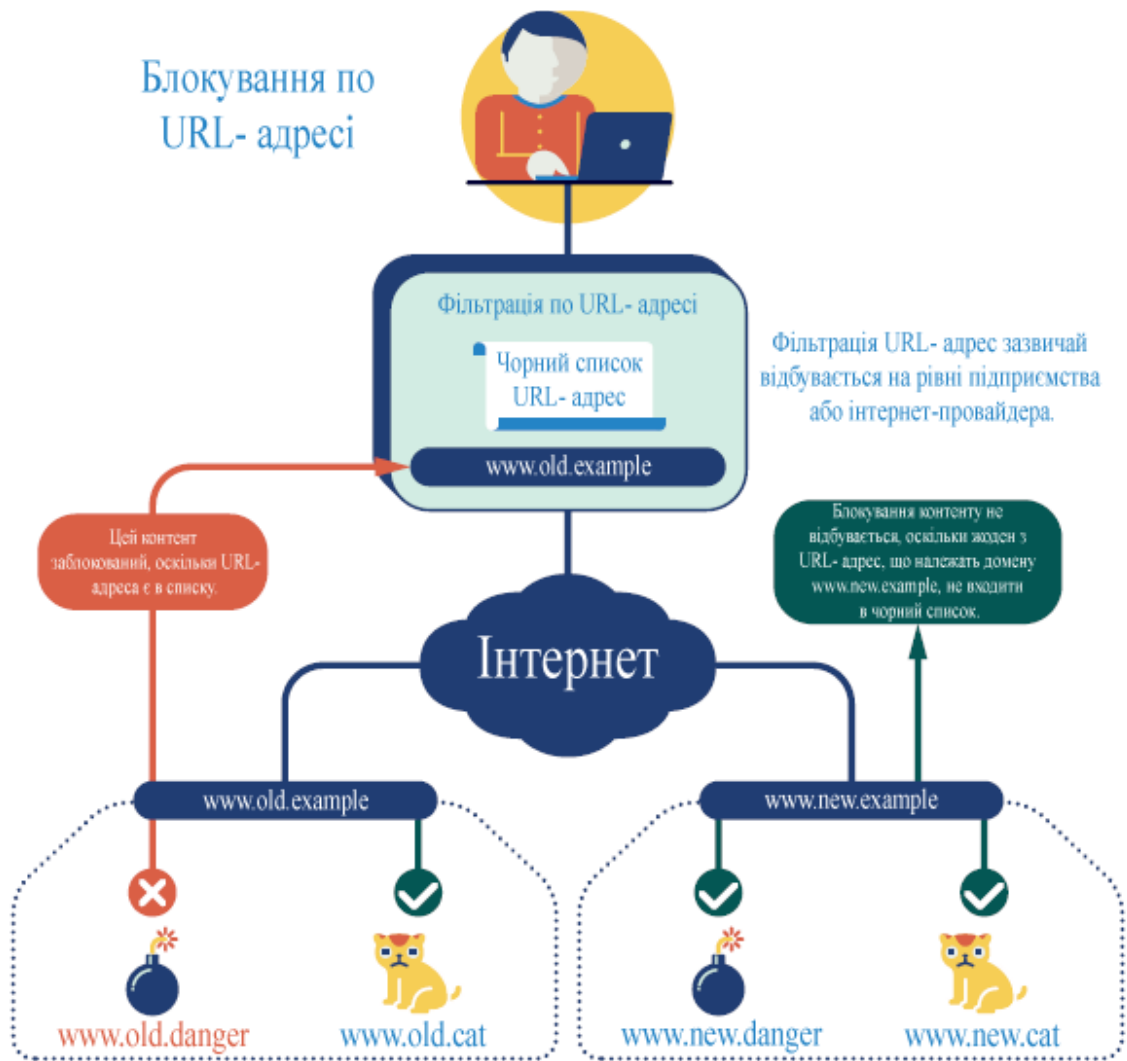 Блокування по
URL- адресі
Фільтрація по URL- адресі
Чорний список
URL- адрес
www.old.example
Фільтрація URL- адрес зазвичай
відбувається на рівні підприємства
або інтернет-провайдера.
Цей контент
заблокований, оскільки URL-
адреса є в списку.
Блокування контенту не
відбувається, оскільки жоден з
URL- адрес, що належать домену
www.new.example, не входити
в чорний список.
Інтернет
www.old.example
www.new.example
www.old.danger
www.old.cat
www.new.danger
www.new.cat